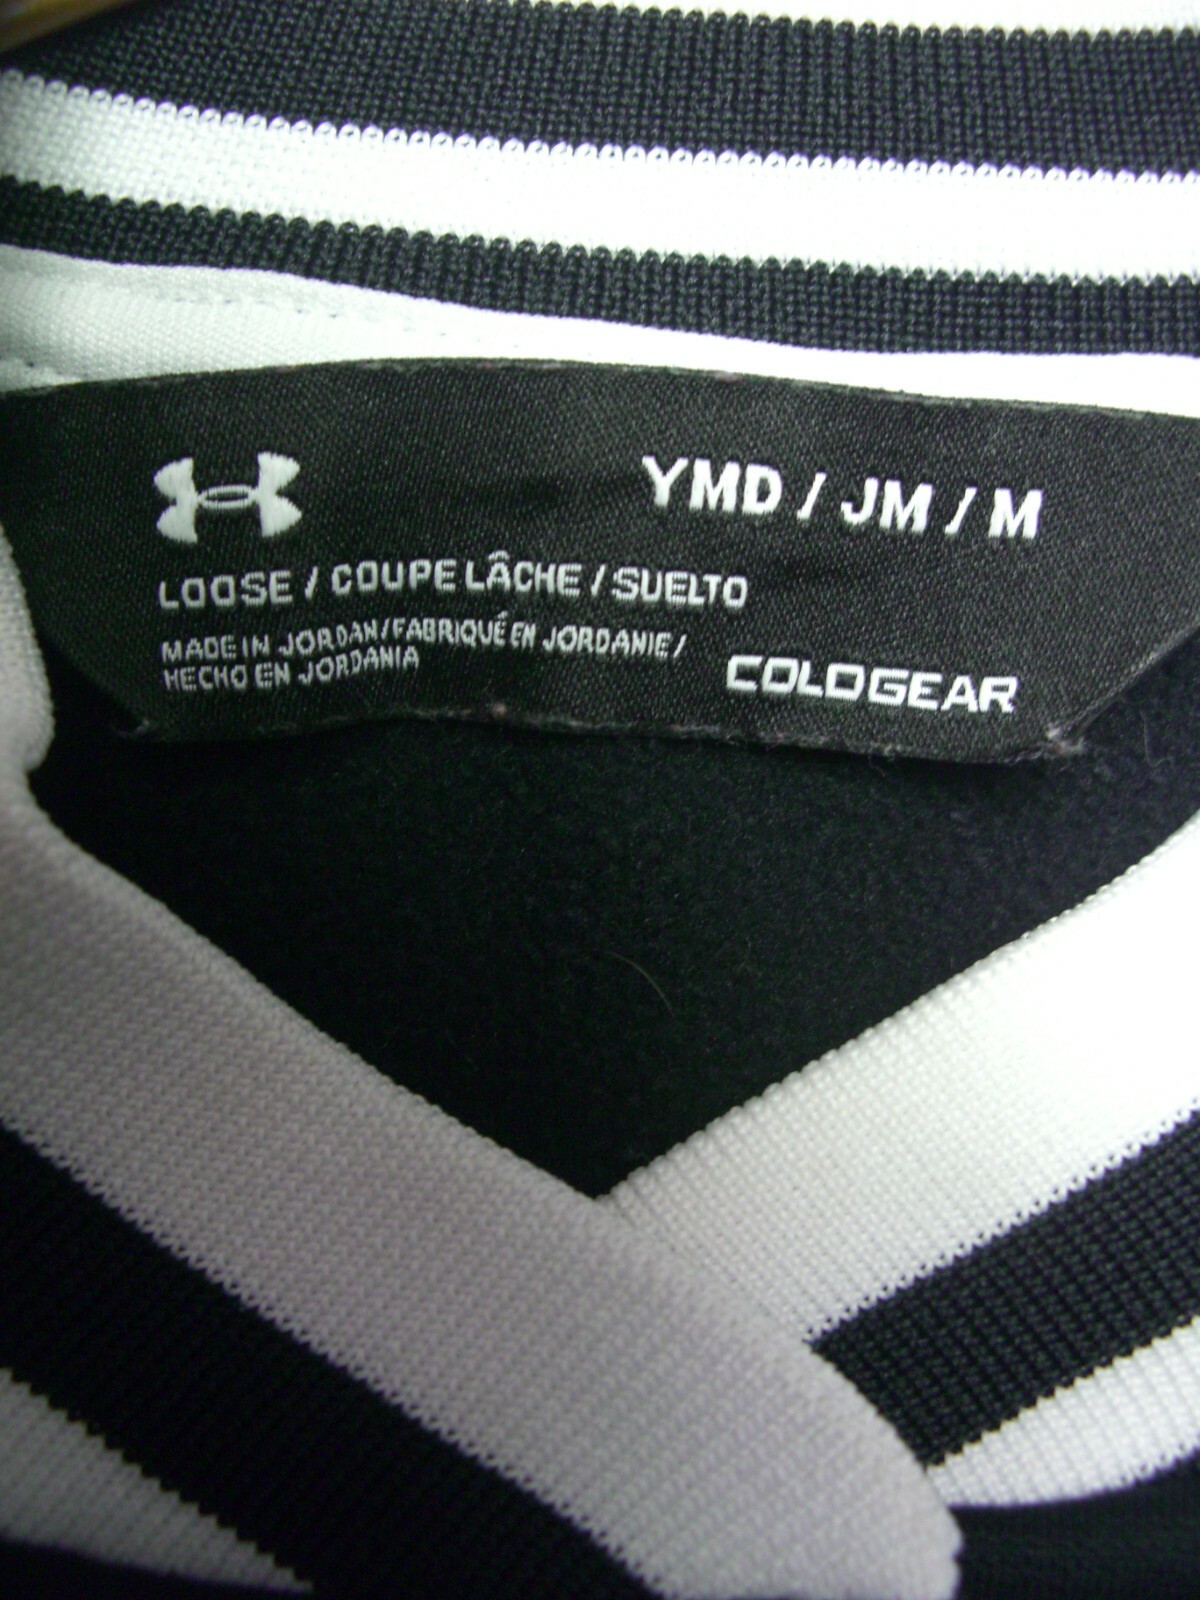 YMD / JM / M
LOOSE / COUPE LÂCHE / SUELTO
MADE IN JORDAN/FABRIQUÉ EN JORDANIE/
HECHO EN JORDANIA
COLDGEAR